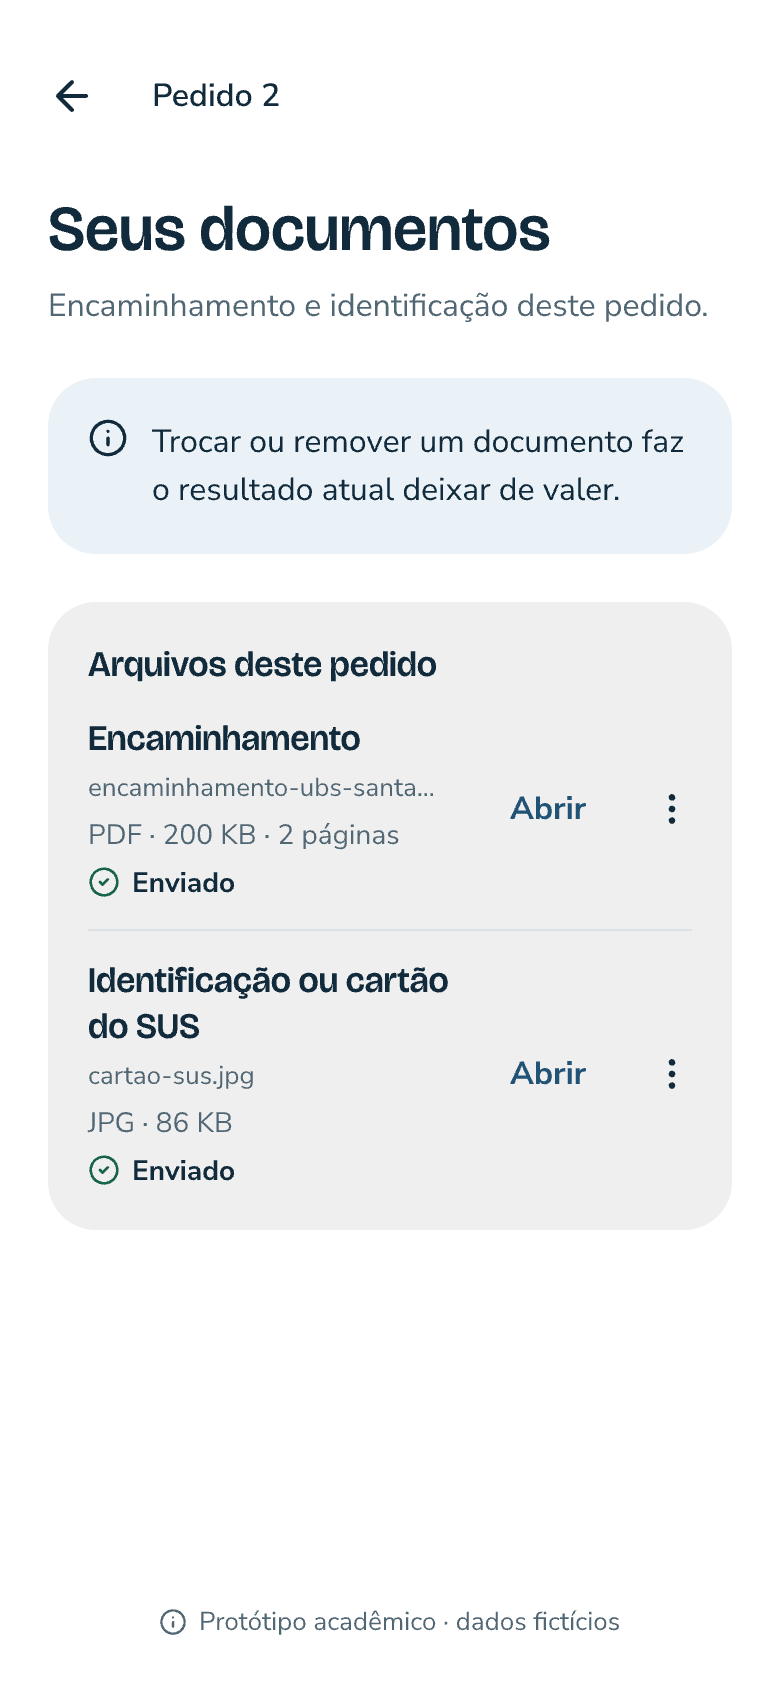 Pedido 2
Seus documentos
Encaminhamento e identificação deste pedido.
Trocar ou remover um documento faz
o resultado atual deixar de valer.
Arquivos deste pedido
Encaminhamento
encaminhamento-ubs-santa...
PDF · 200 KB · 2 páginas
Enviado
Abrir
Identificação ou cartão
do SUS
cartao-sus.jpg
JPG · 86 KB
Enviado
Abrir
Protótipo acadêmico · dados fictícios